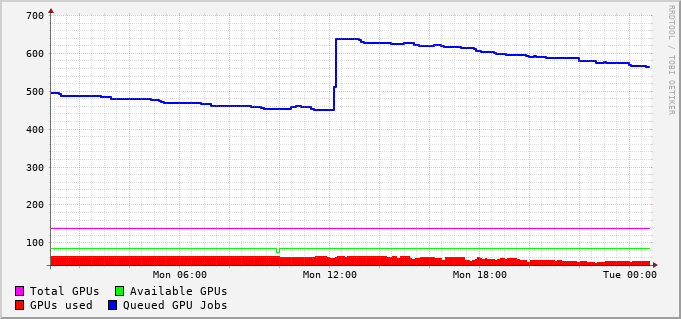 700
600
500
400
300
200
100
Mon 06:00 Mon 12:00 Mon 18:00 Tue 00:00
Total GPUs Available GPUs
GPUs used Queued GPU Jobs
RRDTOOL / TOBI OETIKER